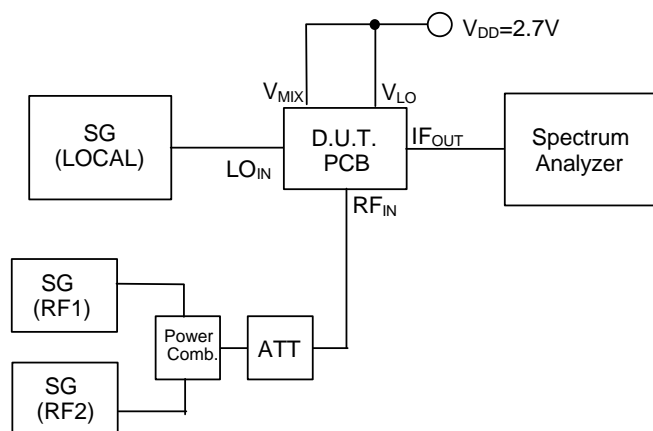 V_DD=2.7V
V_MIX
V_LO
SG
(LOCAL)
LO_IN
D.U.T.
PCB
IF_OUT
Spectrum
Analyzer
RF_IN
SG
(RF1)
Power
Comb.
ATT
SG
(RF2)